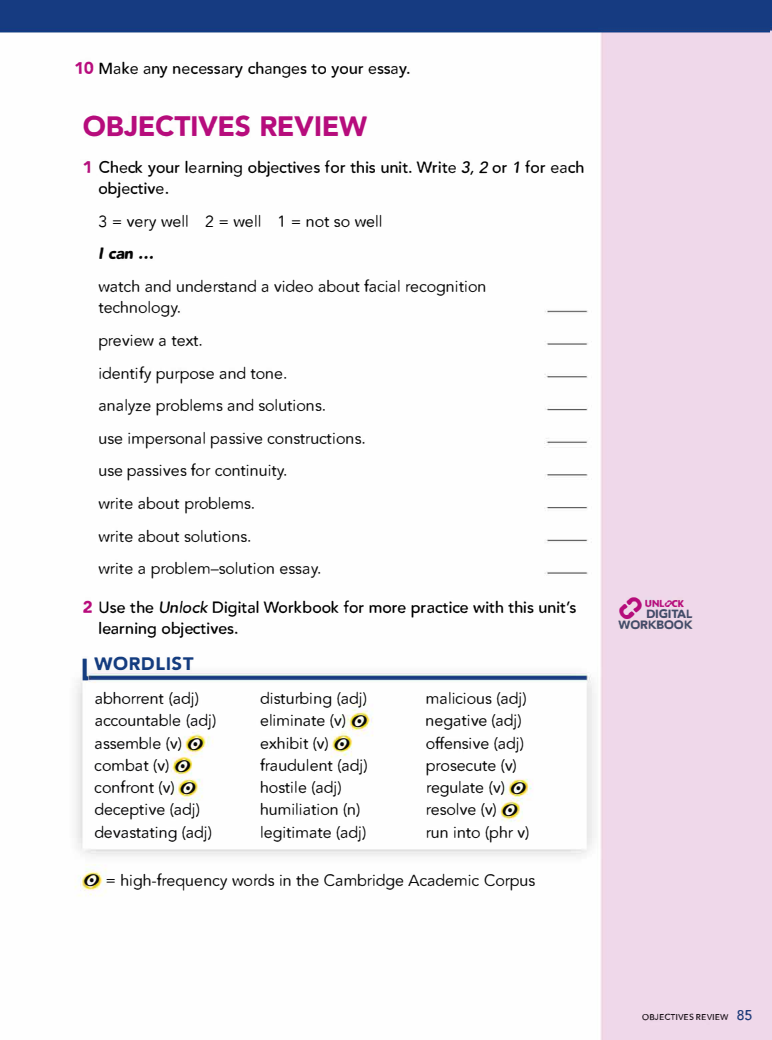 10 Make any necessary changes to your essay.
OBJECTIVES REVIEW
1 Check your learning objectives for this unit. Write 3, 2 or 1 for each
objective.
3 = very well 2 = well 1 = not so well
I can ...
watch and understand a video about facial recognition
technology.
preview a text.
identify purpose and tone.
analyze problems and solutions.
use impersonal passive constructions.
use passives for continuity.
write about problems.
write about solutions.
write a problem–solution essay.
2 Use the Unlock Digital Workbook for more practice with this unit's
learning objectives.
UNLOCK
DIGITAL
WORKBOOK
WORDLIST
abhorrent (adj) disturbing (adj) malicious (adj)
accountable (adj) eliminate (v) negative (adj)
assemble (v) exhibit (v) offensive (adj)
combat (v) fraudulent (adj) prosecute (v)
confront (v) hostile (adj) regulate (v)
deceptive (adj) humiliation (n) resolve (v)
devastating (adj) legitimate (adj) run into (phr v)
= high-frequency words in the Cambridge Academic Corpus
OBJECTIVES REVIEW 85